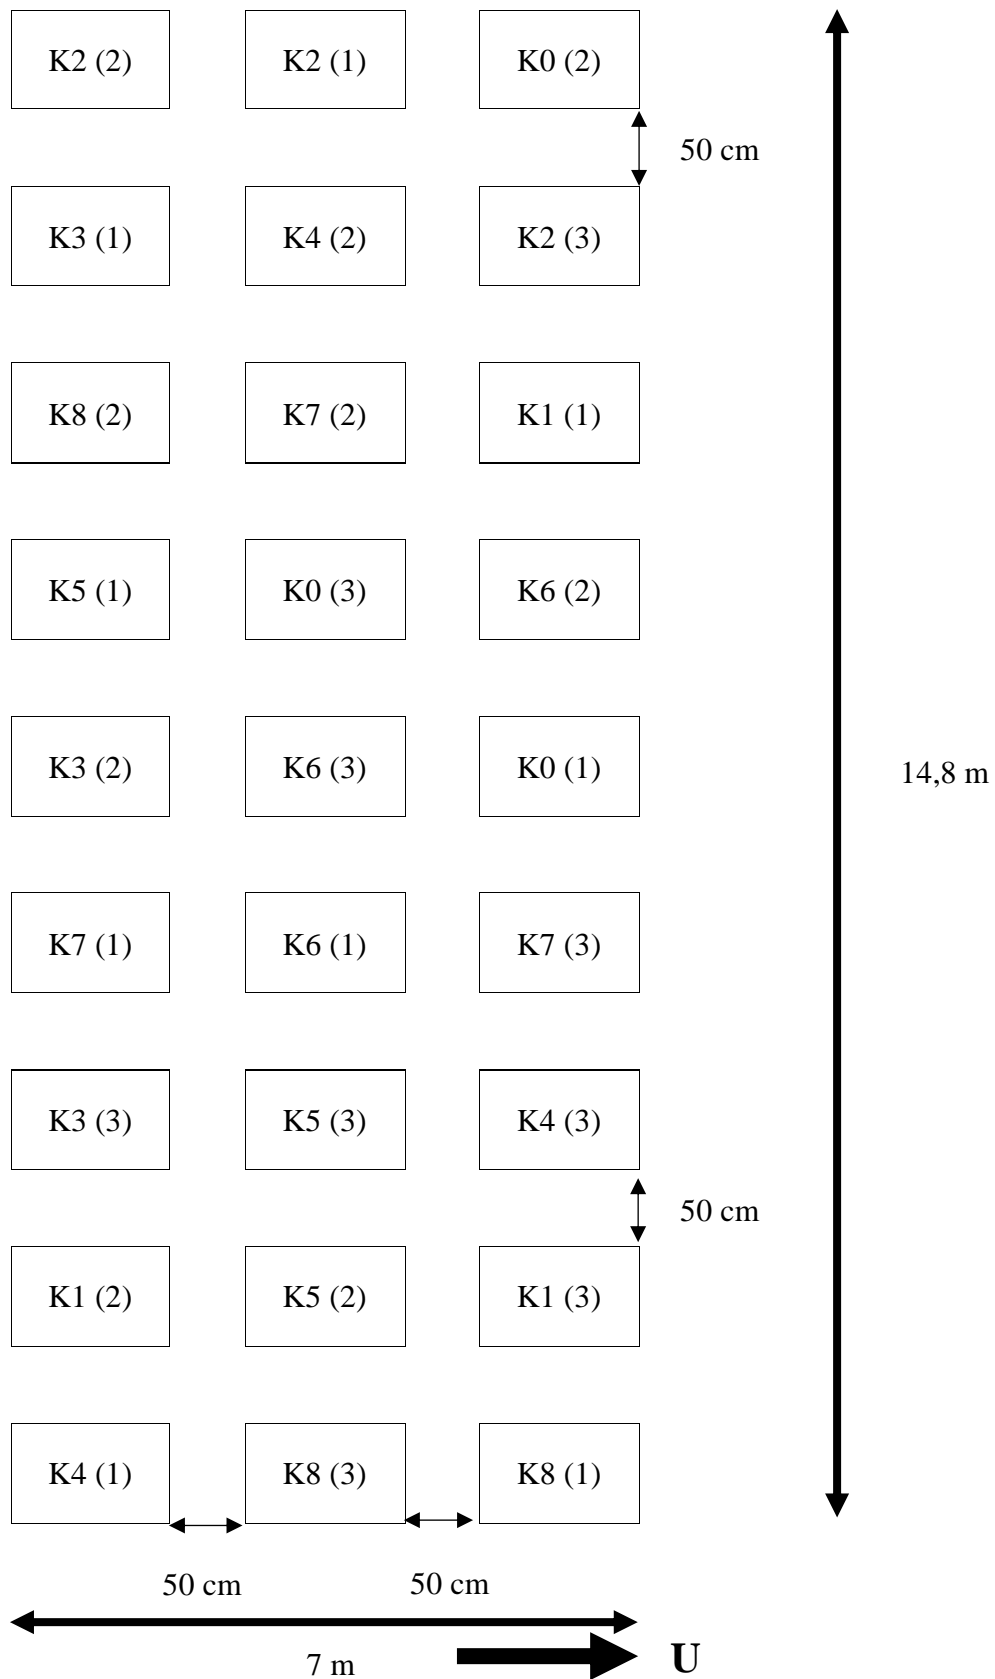 K2 (2) K2 (1) K0 (2)
50 cm
K3 (1) K4 (2) K2 (3)
K8 (2) K7 (2) K1 (1)
K5 (1) K0 (3) K6 (2)
K3 (2) K6 (3) K0 (1)
14,8 m
K7 (1) K6 (1) K7 (3)
K3 (3) K5 (3) K4 (3)
50 cm
K1 (2) K5 (2) K1 (3)
K4 (1) K8 (3) K8 (1)
50 cm 50 cm
7 m U